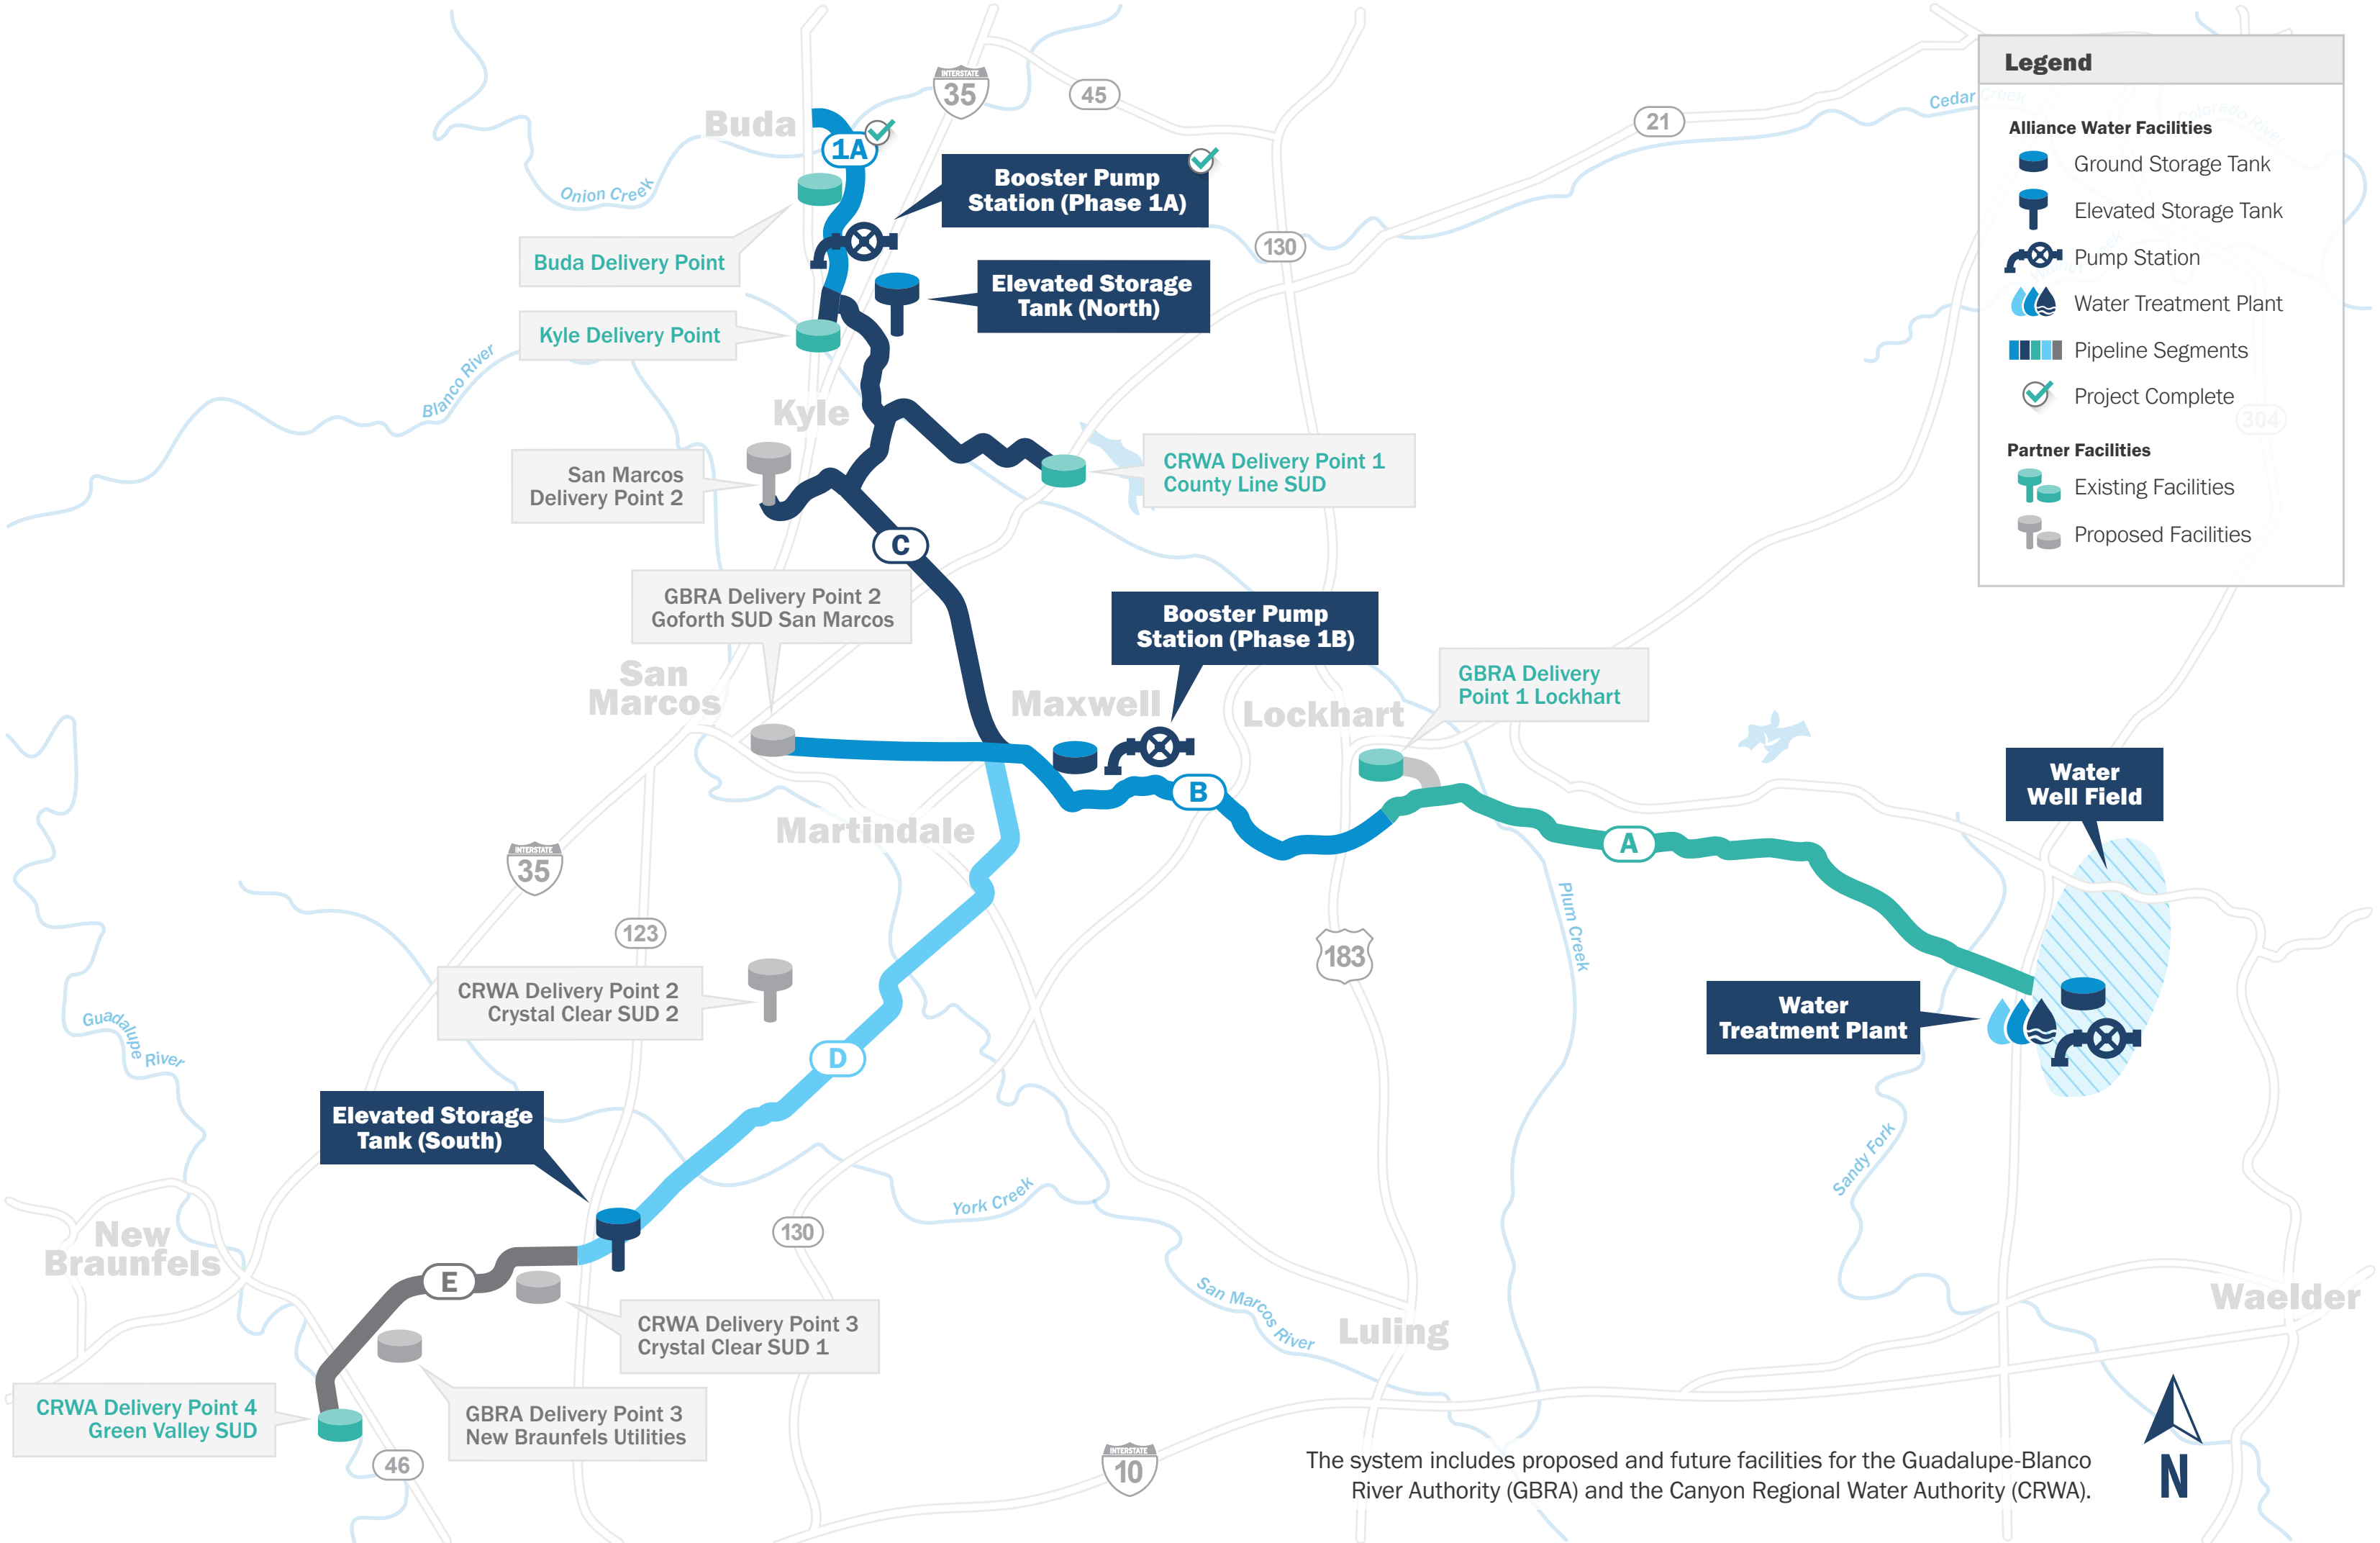 Legend
Alliance Water Facilities
Ground Storage Tank
Elevated Storage Tank
Pump Station
Water Treatment Plant
Pipeline Segments
Project Complete
Partner Facilities
Existing Facilities
Proposed Facilities
Cedar Creek
Colorado River
304
21
INTERSTATE
35
45
130
Buda
1A
Booster Pump
Station (Phase 1A)
Onion Creek
Buda Delivery Point
Elevated Storage
Tank (North)
Kyle Delivery Point
Blanco River
Kyle
San Marcos
Delivery Point 2
CRWA Delivery Point 1
County Line SUD
C
GBRA Delivery Point 2
Goforth SUD San Marcos
Booster Pump
Station (Phase 1B)
San
Marcos
Maxwell
Lockhart
GBRA Delivery
Point 1 Lockhart
Water
Well Field
B
A
Martindale
INTERSTATE
35
123
Plum Creek
183
CRWA Delivery Point 2
Crystal Clear SUD 2
Water
Treatment Plant
Guadalupe River
D
Elevated Storage
Tank (South)
Sandy Fork
York Creek
130
New
Braunfels
E
San Marcos River
Waelder
Luling
CRWA Delivery Point 3
Crystal Clear SUD 1
CRWA Delivery Point 4
Green Valley SUD
GBRA Delivery Point 3
New Braunfels Utilities
46
INTERSTATE
10
The system includes proposed and future facilities for the Guadalupe-Blanco
River Authority (GBRA) and the Canyon Regional Water Authority (CRWA).
N